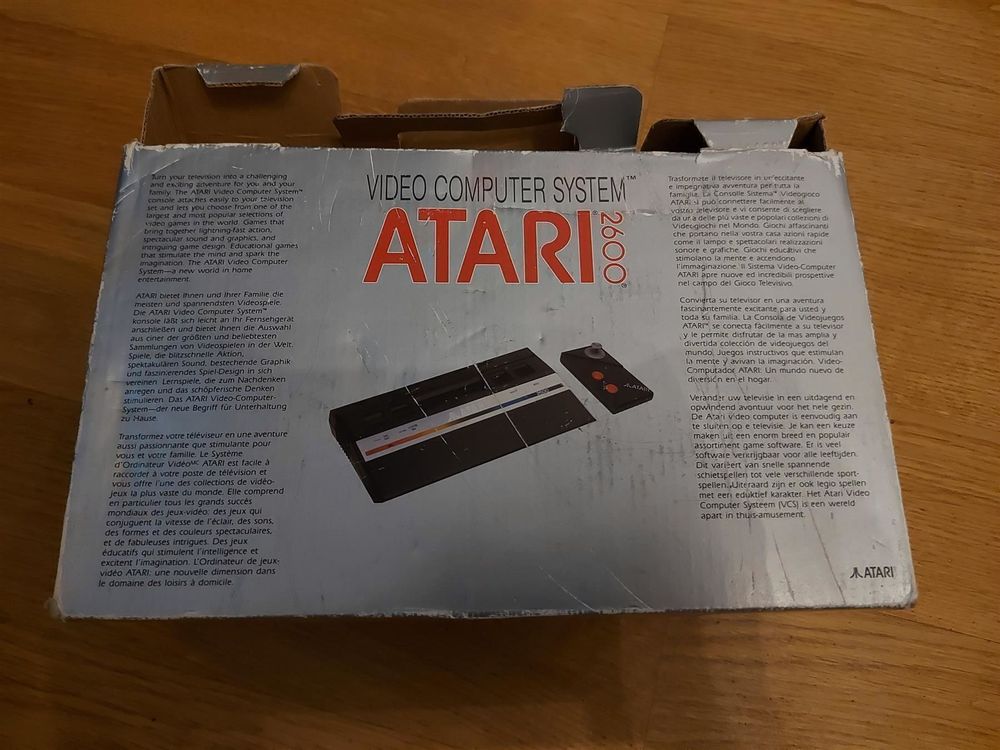 Turn your television into a challenging
and exciting adventure for you and your
family. The ATARI Video Computer System™
console attaches easily to your television
set and lets you choose from one of the
largest and most popular selections of
video games in the world. Games that
bring together lightning-fast action,
spectacular sound and graphics, and
intriguing game design. Educational games
that stimulate the mind and spark the
imagination. The ATARI Video Computer
System—a new world in home
entertainment.
ATARI bietet Ihnen und Ihrer Familie die
meisten und spannendsten Videospiele.
Die ATARI Video Computer System™
konsole läßt sich leicht an Ihr Fernsehgerät
anschließen und bietet Ihnen die Auswahl
aus einer der größten und beliebtesten
Sammlungen von Videospielen in der Welt.
Spiele, die blitzschnelle Aktion,
spektakulären Sound, bestechende Graphik
und faszinierendes Spiel-Design in sich
vereinen. Lernspiele, die zum Nachdenken
anregen und das schöpferische Denken
stimulieren. Das ATARI Video-Computer-
System—der neue Begriff für Unterhaltung
zu Hause.
Transformez votre téléviseur en une aventure
aussi passionnante que stimulante pour
vous et votre famille. Le Système
d'Ordinateur Vidéoᴹᶜ ATARI est facile à
raccorder à votre poste de télévision et
vous offre l'une des collections de vidéo-
jeux la plus vaste du monde. Elle comprend
en particulier tous les grands succès
mondiaux des jeux-vidéo: des jeux qui
conjuguent la vitesse de l'éclair, des sons,
des formes et des couleurs spectaculaires,
et de fabuleuses intrigues. Des jeux
éducatifs qui stimulent l'intelligence et
excitent l'imagination. L'Ordinateur de jeux-
vidéo ATARI: une nouvelle dimension dans
le domaine des loisirs à domicile.
VIDEO COMPUTER SYSTEM™
ATARI® 2600®
ATARI
Trasformate il televisore in un'eccitante
e impegnativa avventura per tutta la
famiglia. La Consolle Sistema™ Videogioco
ATARI si può connettere facilmente al
vostro televisore e vi consente di scegliere
da una delle più vaste e popolari collezioni di
Videogiochi nel Mondo. Giochi affascinanti
che portano nella vostra casa azioni rapide
come il lampo e spettacolari realizzazioni
sonore e grafiche. Giochi educativi che
stimolano la mente e accendono
l'immaginazione. Il Sistema Video-Computer
ATARI apre nuove ed incredibili prospettive
nel campo del Gioco Televisivo.
Convierta su televisor en una aventura
fascinantemente excitante para usted y
toda su familia. La Consola de Videojuegos
ATARI™ se conecta fácilmente a su televisor
y le permite disfrutar de la mas amplia y
divertida colección de videojuegos del
mundo. Juegos instructivos que estimulan
la mente y avivan la imaginación. Video-
Computador ATARI: Un mundo nuevo de
diversión en el hogar.
Verander uw televisie in een uitdagend en
opwindend avontuur voor het hele gezin.
De Atari video computer is eenvoudig aan
te sluiten op e televisie. Je kan een keuze
maken uit een enorm breed en populair
assortiment game software. Er is veel
software verkrijgbaar voor alle leeftijden.
Dit varieert van snelle spannende
schietspellen tot vele verschillende sport-
spellen. Uiteraard zijn er ook legio spellen
met een eduktief karakter. Het Atari Video
Computer Systeem (VCS) is een wereld
apart in thuis-amusement.
ATARI